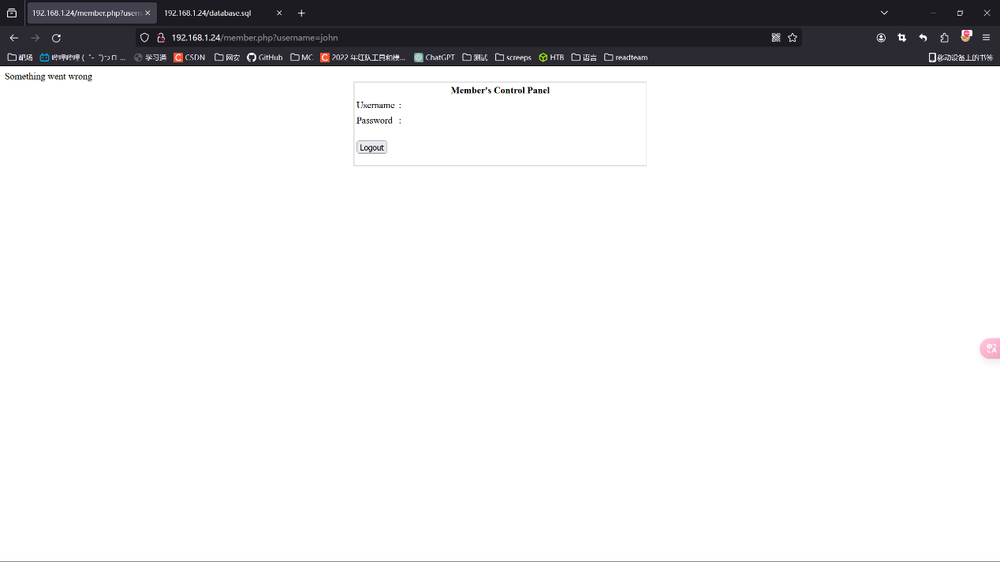 192.168.1.24/member.php?usern
192.168.1.24/database.sql
192.168.1.24/member.php?username=john
靶场
哔哩哔哩 ( ゜- ゜)つロ ...
学习通
CSDN
网安
GitHub
MC
2022 年红队工具和模...
ChatGPT
测试
screeps
HTB
语言
readteam
移动设备上的书签
Something went wrong
Member's Control Panel
Username :
Password :
Logout